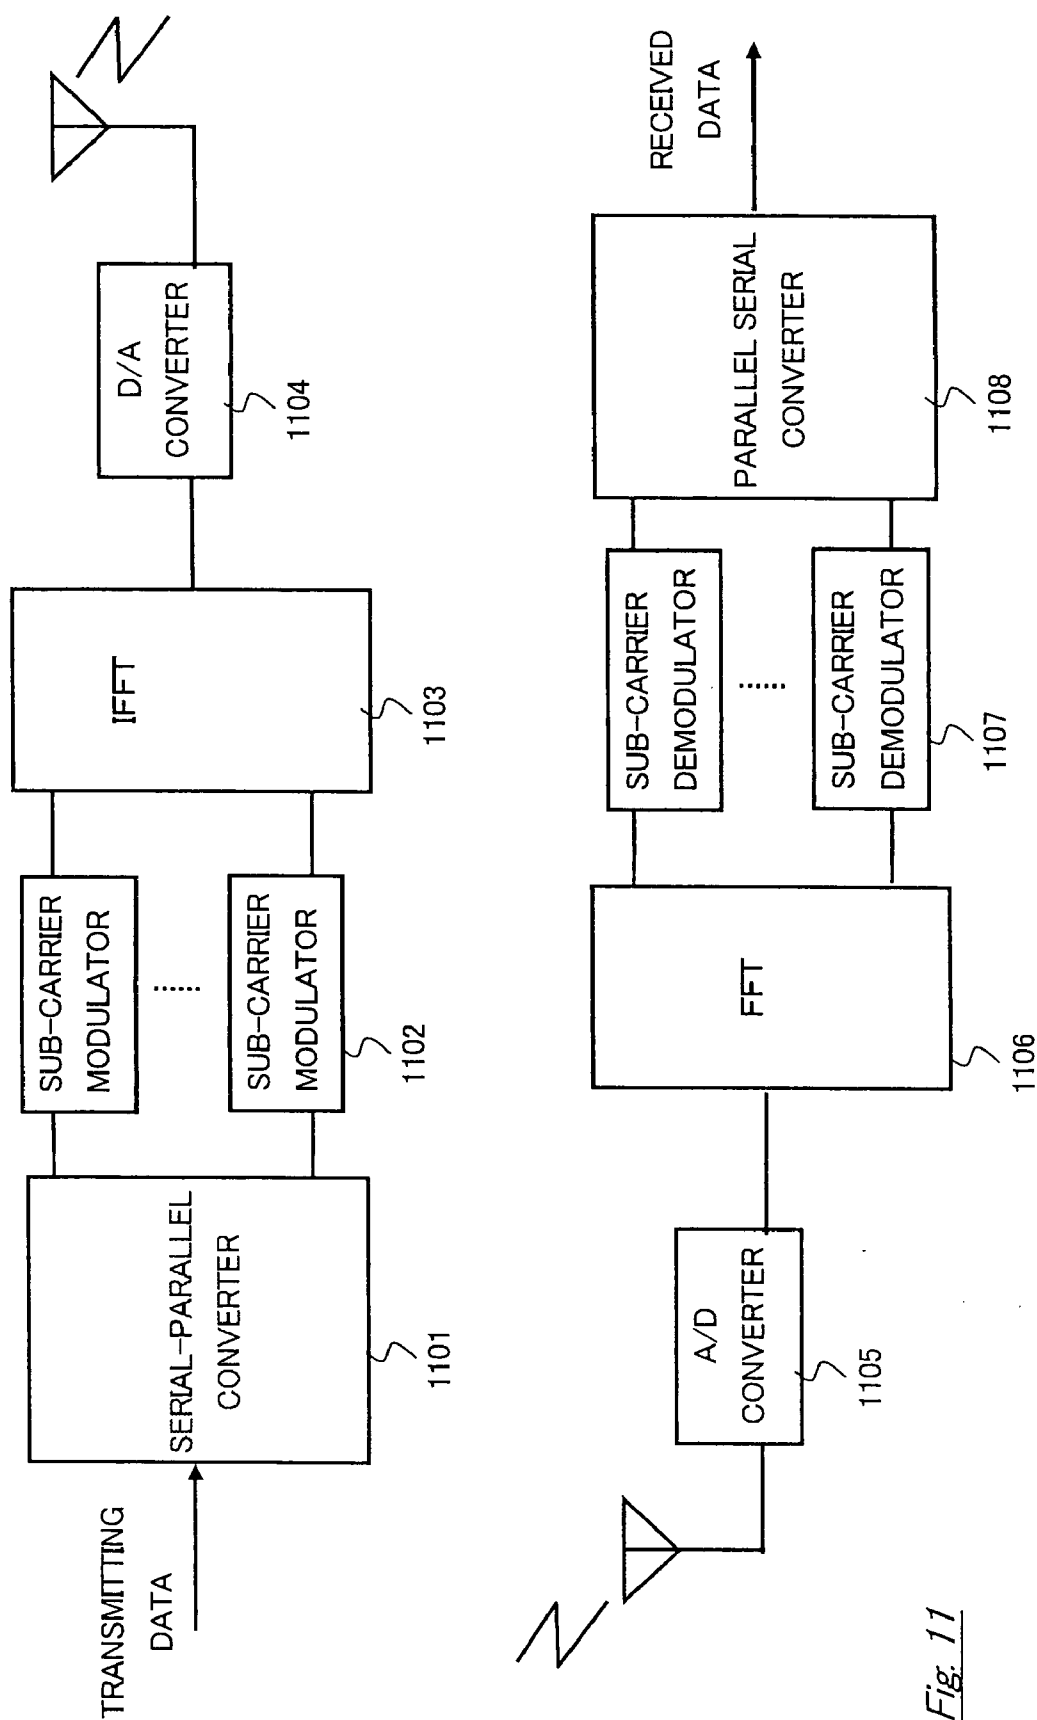 TRANSMITTING
DATA
SERIAL-PARALLEL
CONVERTER
1101
SUB-CARRIER
MODULATOR
......
SUB-CARRIER
MODULATOR
1102
IFFT
1103
D/A
CONVERTER
1104
A/D
CONVERTER
1105
FFT
1106
SUB-CARRIER
DEMODULATOR
......
SUB-CARRIER
DEMODULATOR
1107
PARALLEL SERIAL
CONVERTER
1108
RECEIVED
DATA
Fig. 11